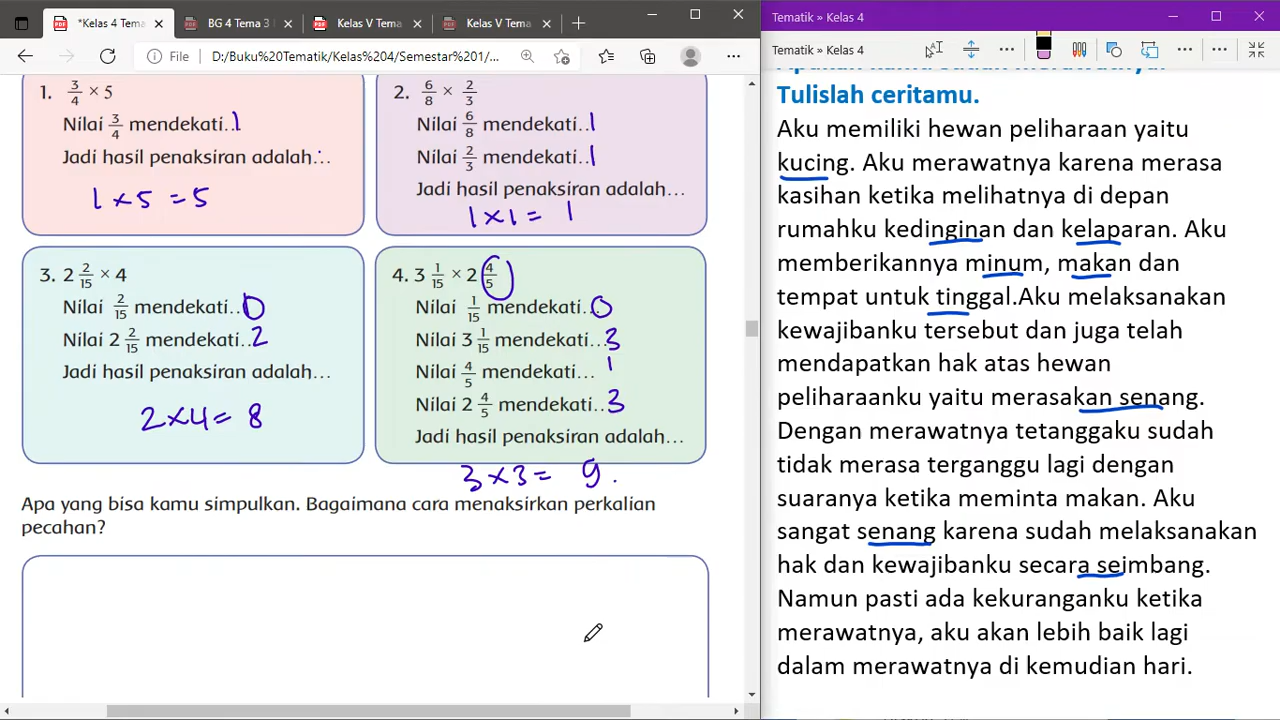 *Kelas 4 Tema
BG 4 Tema 3
Kelas V Tema
Kelas V Tema
File
D:/Buku%20Tematik/Kelas%204/Semestar%201/...
1. 3/4 × 5
Nilai 3/4 mendekati.. 1
Jadi hasil penaksiran adalah...
1 × 5 = 5
2. 6/8 × 2/3
Nilai 6/8 mendekati.. 1
Nilai 2/3 mendekati.. 1
Jadi hasil penaksiran adalah...
1 × 1 = 1
3. 2 2/15 × 4
Nilai 2/15 mendekati.. 0
Nilai 2 2/15 mendekati.. 2
Jadi hasil penaksiran adalah...
2 × 4 = 8
4. 3 1/15 × 2 4/5
Nilai 1/15 mendekati.. 0
Nilai 3 1/15 mendekati... 3
Nilai 4/5 mendekati... 1
Nilai 2 4/5 mendekati.. 3
Jadi hasil penaksiran adalah...
3 × 3 = 9.
Apa yang bisa kamu simpulkan. Bagaimana cara menaksirkan perkalian
pecahan?
Tematik » Kelas 4
Tematik » Kelas 4
Tulislah ceritamu.
Aku memiliki hewan peliharaan yaitu
kucing. Aku merawatnya karena merasa
kasihan ketika melihatnya di depan
rumahku kedinginan dan kelaparan. Aku
memberikannya minum, makan dan
tempat untuk tinggal.Aku melaksanakan
kewajibanku tersebut dan juga telah
mendapatkan hak atas hewan
peliharaanku yaitu merasakan senang.
Dengan merawatnya tetanggaku sudah
tidak merasa terganggu lagi dengan
suaranya ketika meminta makan. Aku
sangat senang karena sudah melaksanakan
hak dan kewajibanku secara seimbang.
Namun pasti ada kekuranganku ketika
merawatnya, aku akan lebih baik lagi
dalam merawatnya di kemudian hari.